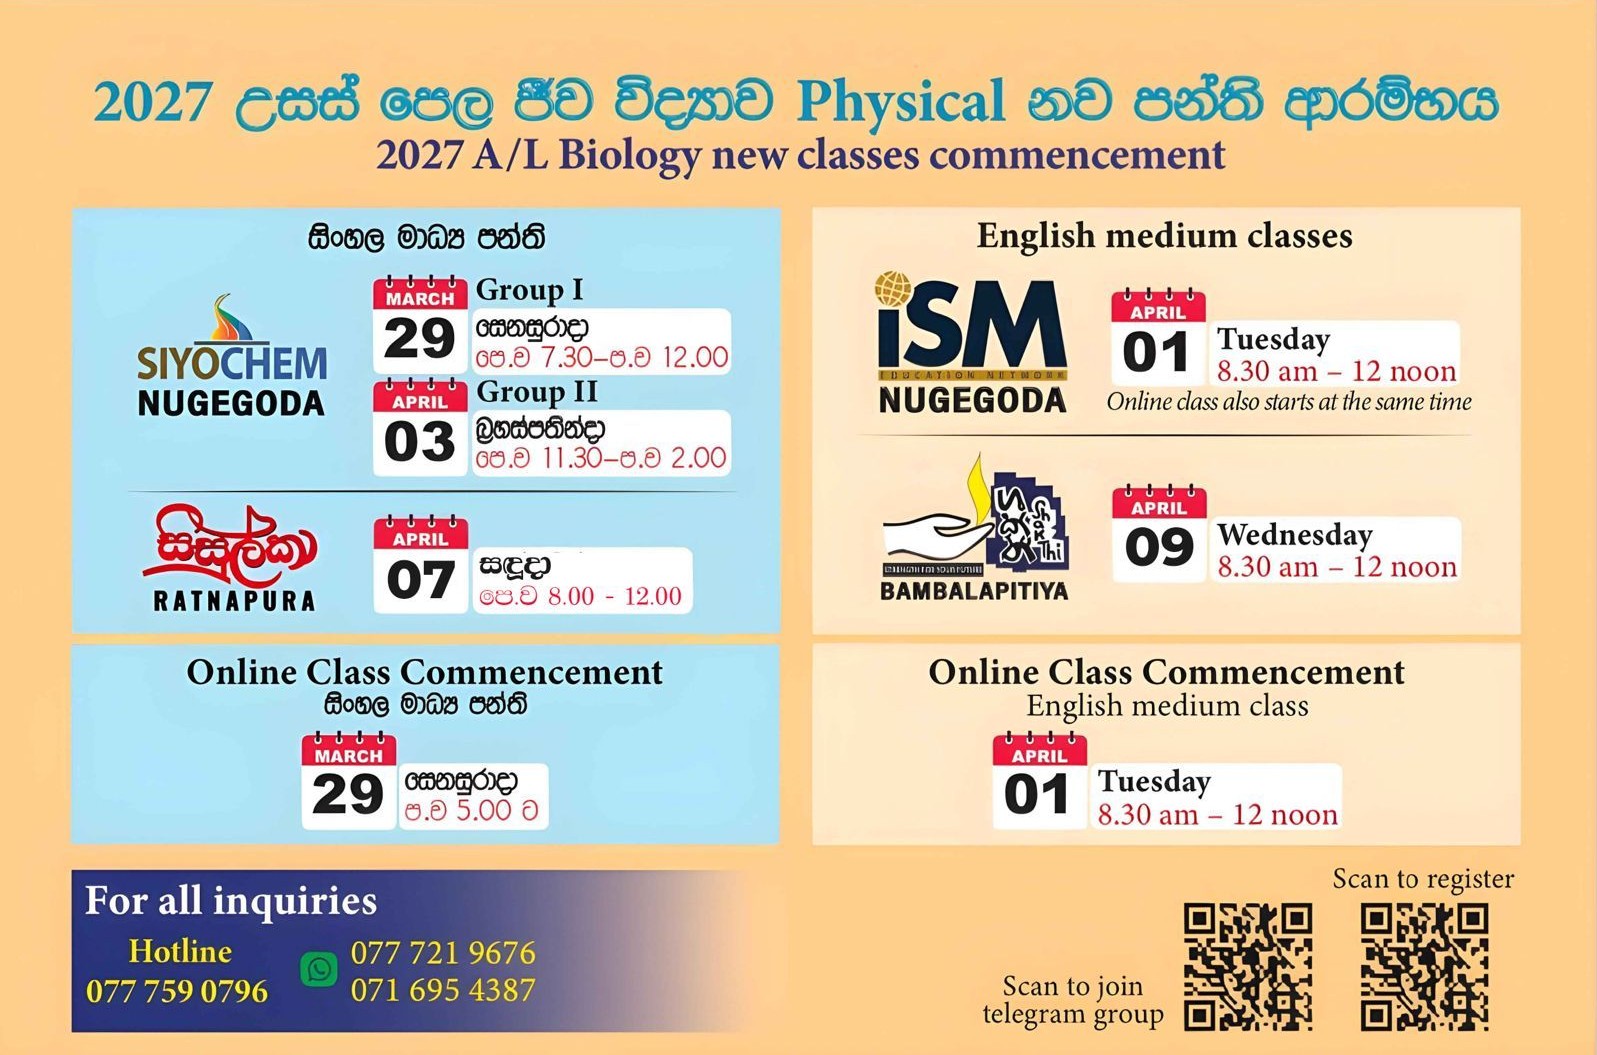 2027 උසස් පෙල ජීව විද්‍යාව Physical නව පන්ති ආරම්භය
2027 A/L Biology new classes commencement
සිංහල මාධ්‍ය පන්ති
SIYOCHEM
NUGEGODA
MARCH
29
Group I
සෙනසුරාදා
පෙ.ව 7.30–ප.ව 12.00
APRIL
03
Group II
බ්‍රහස්පතින්දා
පෙ.ව 11.30–ප.ව 2.00
සිසුල්කා
RATNAPURA
APRIL
07
සඳුදා
පෙ.ව 8.00 - 12.00
English medium classes
iSM
EDUCATION NETWORK
NUGEGODA
APRIL
01
Tuesday
8.30 am – 12 noon
Online class also starts at the same time
ශක්ති
ShakThi
BAMBALAPITIYA
APRIL
09
Wednesday
8.30 am – 12 noon
Online Class Commencement
සිංහල මාධ්‍ය පන්ති
MARCH
29
සෙනසුරාදා
ප.ව 5.00 ට
Online Class Commencement
English medium class
APRIL
01
Tuesday
8.30 am – 12 noon
For all inquiries
Hotline
077 759 0796
077 721 9676
071 695 4387
Scan to join
telegram group
Scan to register